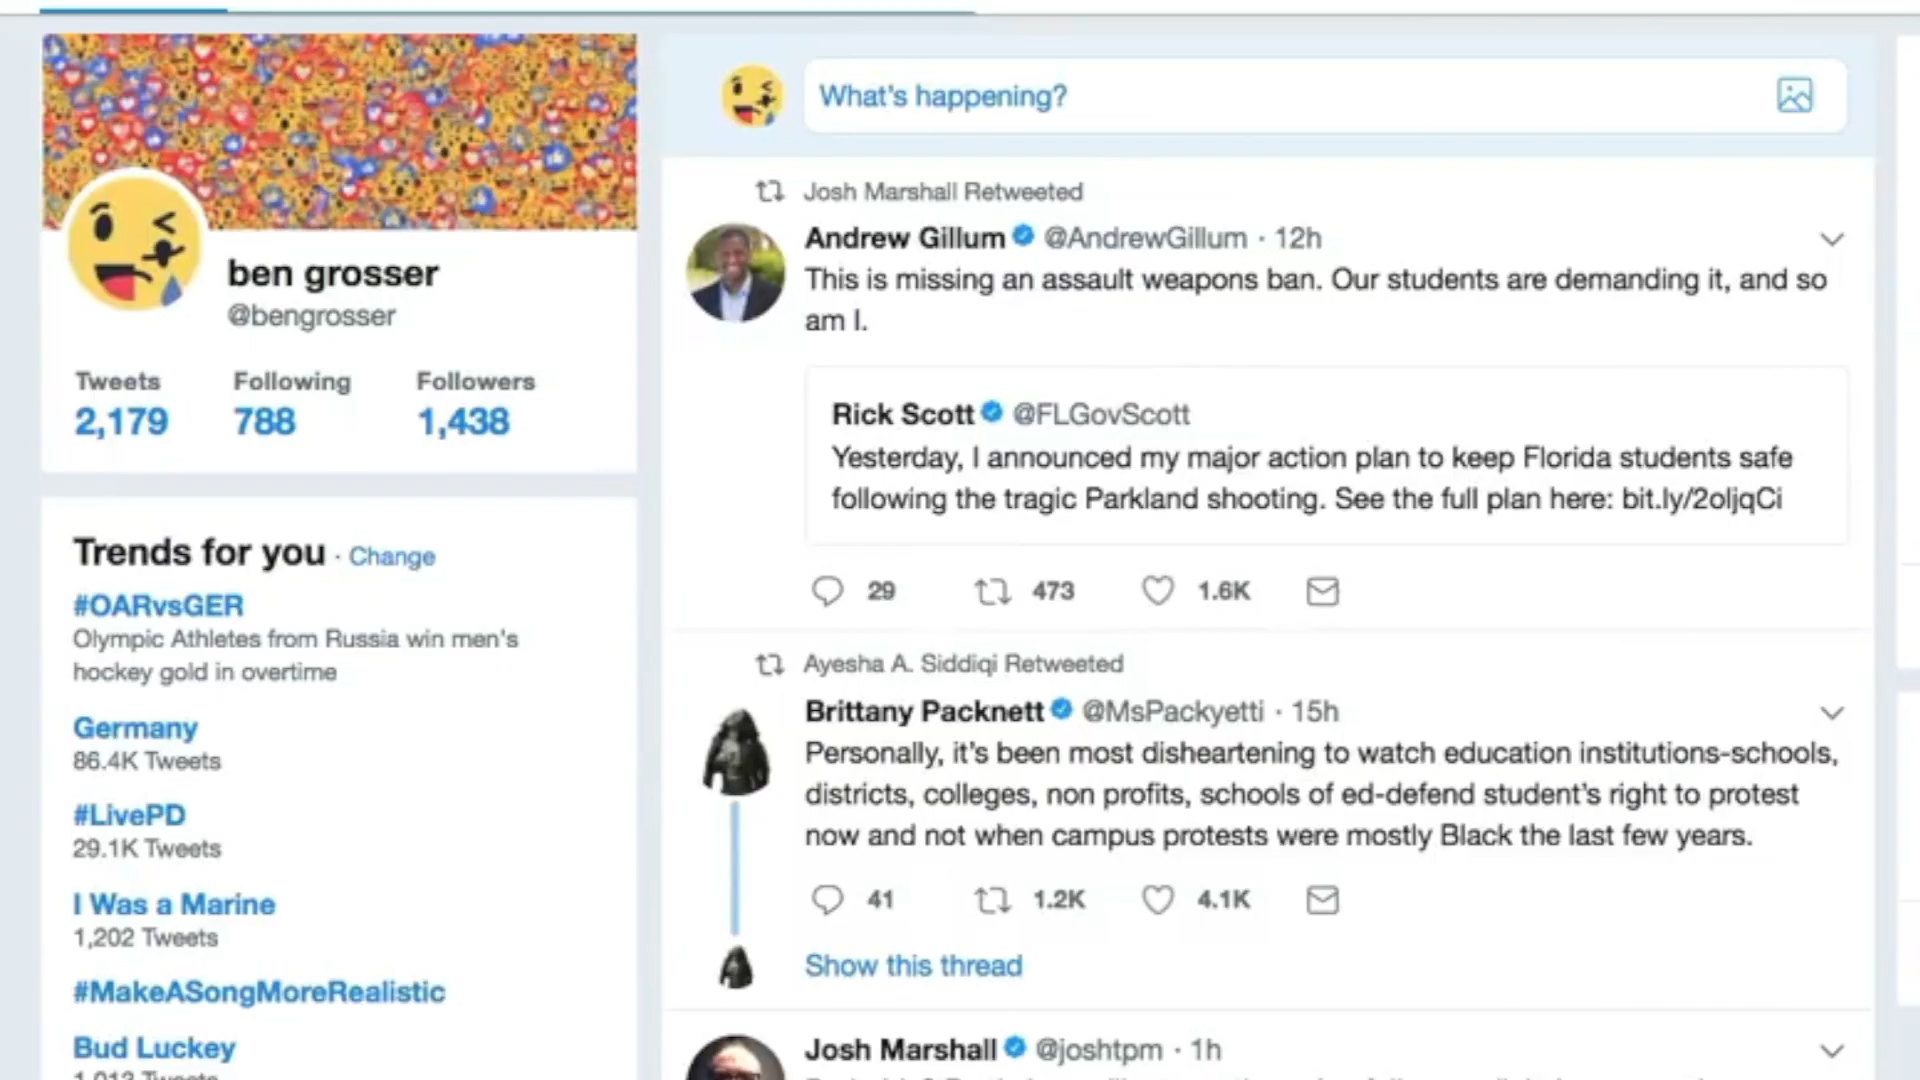 ben grosser
@bengrosser
Tweets Following Followers
2,179 788 1,438
Trends for you · Change
#OARvsGER
Olympic Athletes from Russia win men's
hockey gold in overtime
Germany
86.4K Tweets
#LivePD
29.1K Tweets
I Was a Marine
1,202 Tweets
#MakeASongMoreRealistic
Bud Luckey
What's happening?
Josh Marshall Retweeted
Andrew Gillum @AndrewGillum · 12h
This is missing an assault weapons ban. Our students are demanding it, and so
am I.
Rick Scott @FLGovScott
Yesterday, I announced my major action plan to keep Florida students safe
following the tragic Parkland shooting. See the full plan here: bit.ly/2oljqCi
29 473 1.6K
Ayesha A. Siddiqi Retweeted
Brittany Packnett @MsPackyetti · 15h
Personally, it's been most disheartening to watch education institutions-schools,
districts, colleges, non profits, schools of ed-defend student's right to protest
now and not when campus protests were mostly Black the last few years.
41 1.2K 4.1K
Show this thread
Josh Marshall @joshtpm · 1h